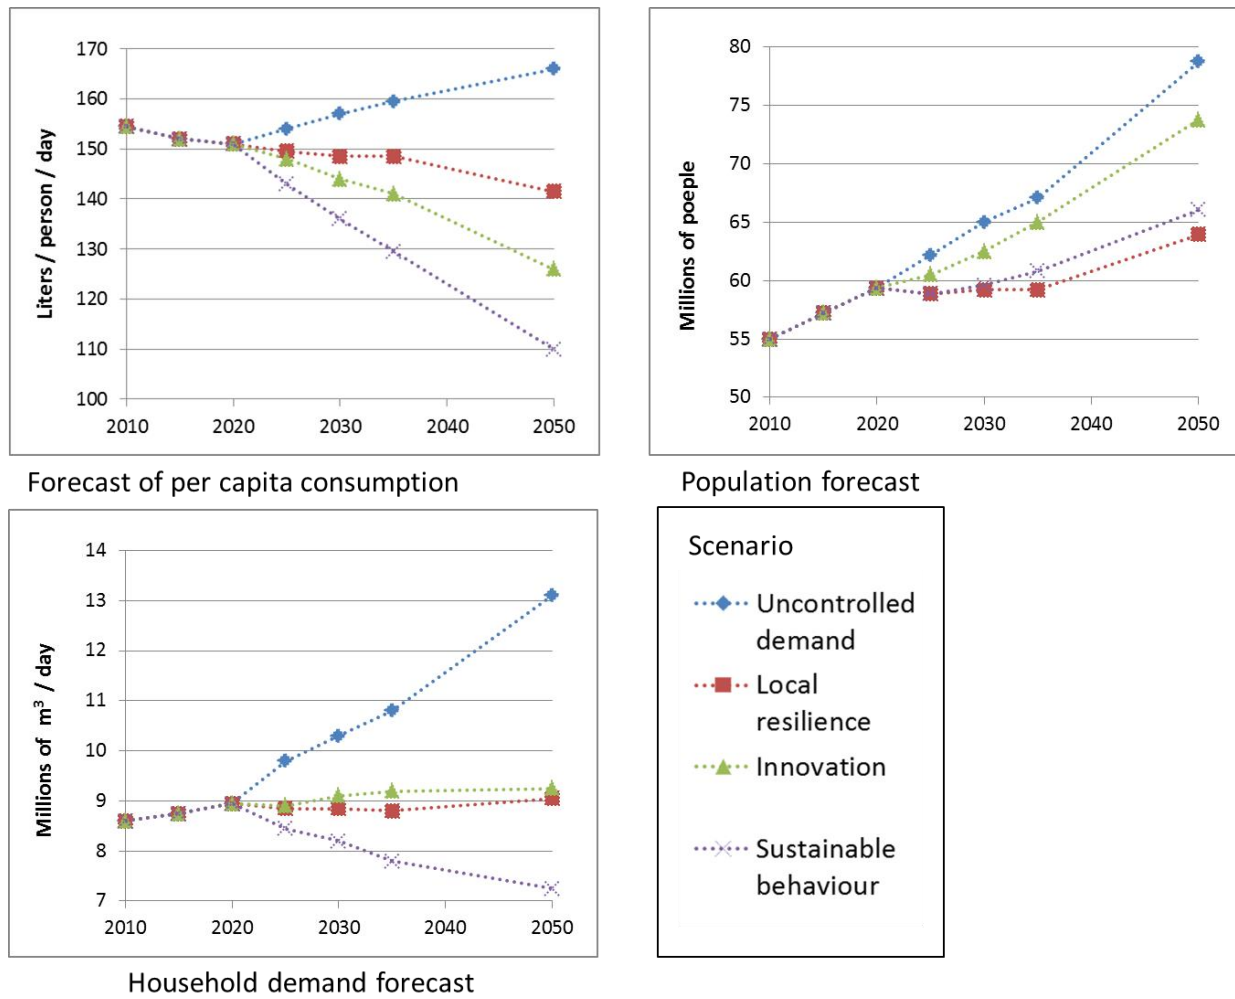 170
160
150
140
130
120
110
100
Liters / person / day
2010 2020 2030 2040 2050
Forecast of per capita consumption
80
75
70
65
60
55
50
Millions of poeple
2010 2020 2030 2040 2050
Population forecast
14
13
12
11
10
9
8
7
Millions of m³ / day
2010 2020 2030 2040 2050
Household demand forecast
Scenario
Uncontrolled
demand
Local
resilience
Innovation
Sustainable
behaviour